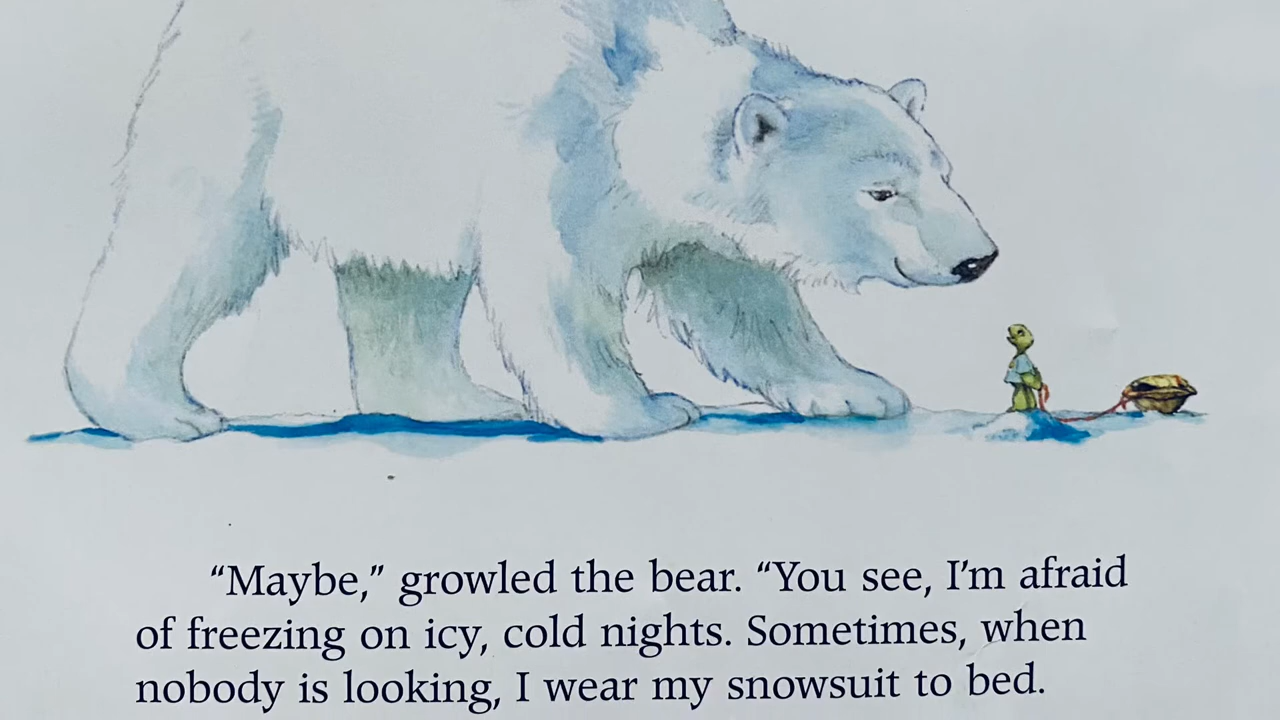 “Maybe,” growled the bear. “You see, I’m afraid
of freezing on icy, cold nights. Sometimes, when
nobody is looking, I wear my snowsuit to bed.